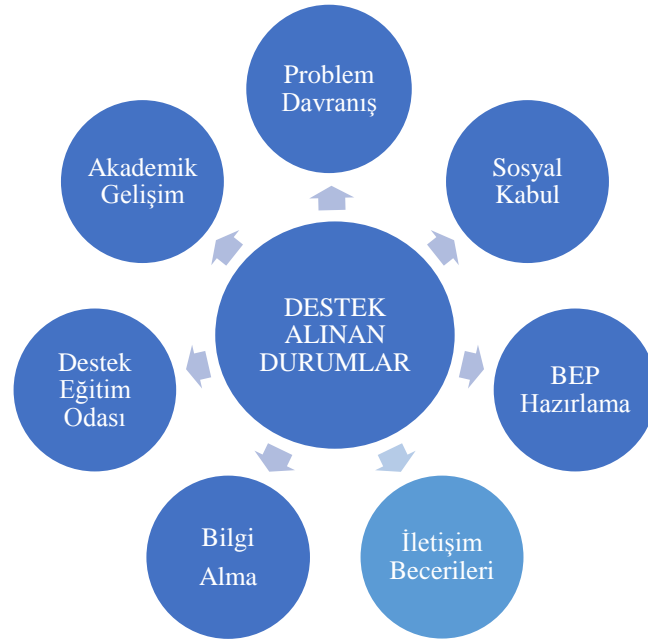 Problem
Davranış
Sosyal
Kabul
BEP
Hazırlama
İletişim
Becerileri
Bilgi
Alma
Destek
Eğitim
Odası
Akademik
Gelişim
DESTEK
ALINAN
DURUMLAR